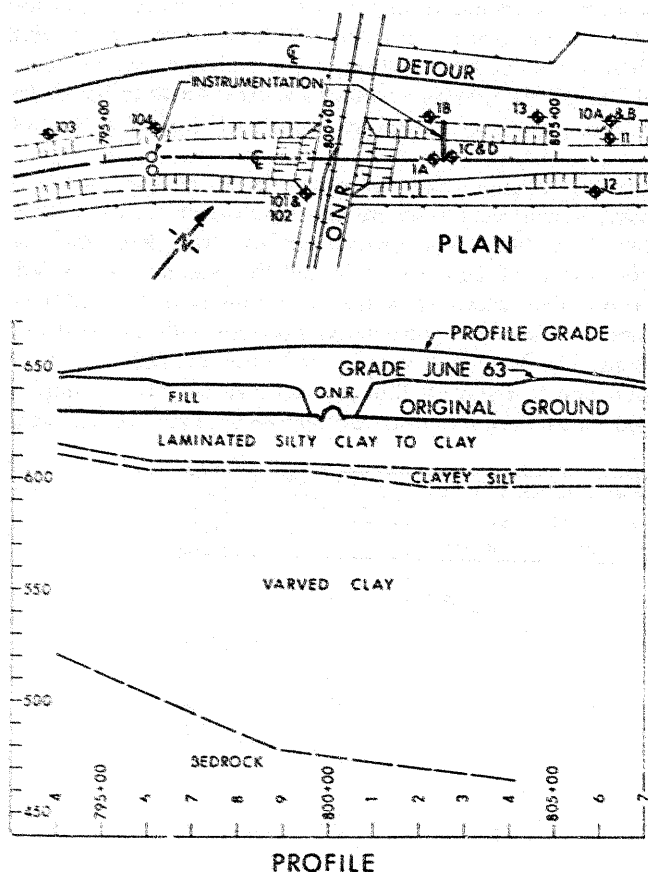 DETOUR
INSTRUMENTATION
1B
13
10A & B
103
104
795+00
800+00
805+00
11
1A
1C&D
101 &
102
12
O.N.R.
N
PLAN
PROFILE GRADE
650
GRADE JUNE 63
FILL
O.N.R.
ORIGINAL GROUND
LAMINATED SILTY CLAY TO CLAY
600
CLAYEY SILT
550
VARVED CLAY
500
BEDROCK
450
4
795+00
9
800+00
1
2
3
4
805+00
6
7
PROFILE